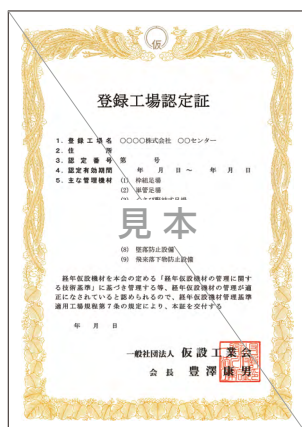 仮
登録工場認定証
1. 登録工場名 ○○○○株式会社 ○○センター
2. 住所
3. 認定番号 第 号
4. 認定有効期間 年 月 日〜 年 月 日
5. 主な管理機材 (1) 枠組足場
(2) 単管足場
見本
(8) 墜落防止設備
(9) 飛来落下物防止設備
経年仮設機材を本会の定める「経年仮設機材の管理に関す
る技術基準」に基づき管理する等、経年仮設機材の管理が適
正になされていると認められるので、経年仮設機材管理基準
適用工場規程第7条の規定により、本証を交付する
年 月 日
一般社団法人 仮設工業会
会長 豊澤康男